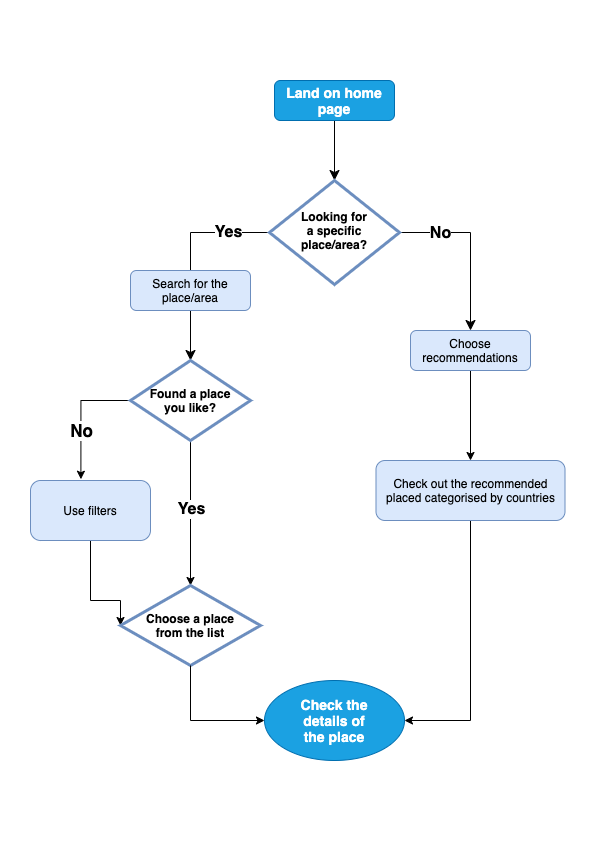 Land on home
page
Looking for
a specific
place/area?
Yes
No
Search for the
place/area
Choose
recommendations
Found a place
you like?
No
Check out the recommended
placed categorised by countries
Use filters
Yes
Choose a place
from the list
Check the
details of
the place